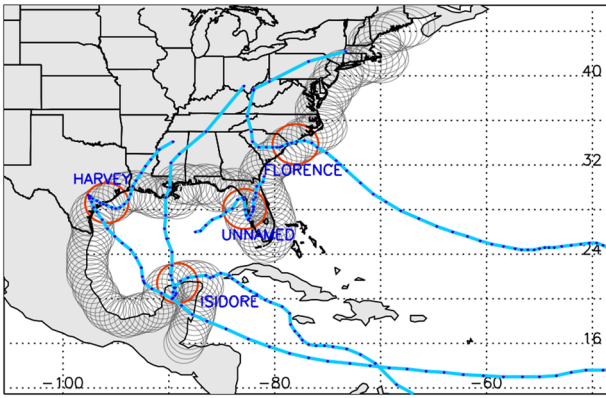 40
HARVEY
32
FLORENCE
UNNAMED
24
ISIDORE
16
-100 -80 -60